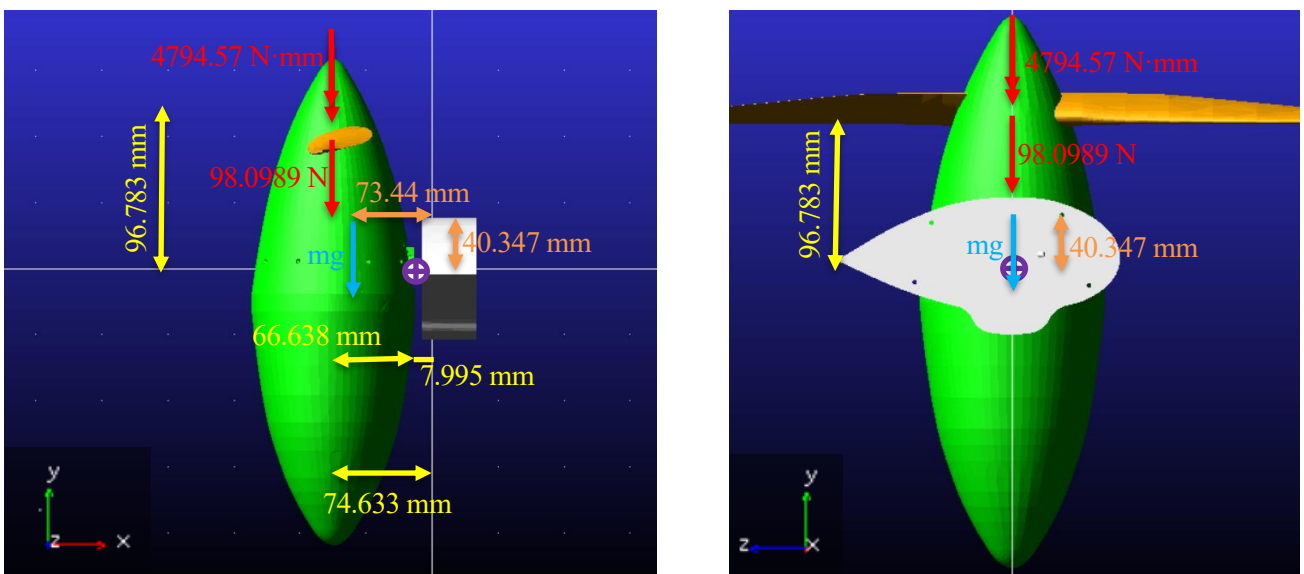 4794.57 N·mm
96.783 mm
98.0989 N
73.44 mm
40.347 mm
mg
66.638 mm
7.995 mm
74.633 mm
y
z x
4794.57 N·mm
98.0989 N
96.783 mm
40.347 mm
mg
y
z x